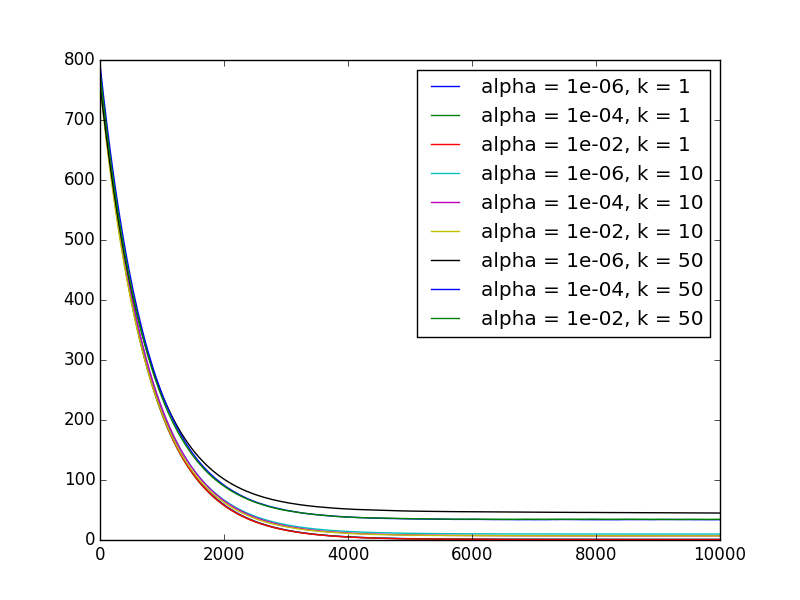 800
700
600
500
400
300
200
100
0
0 2000 4000 6000 8000 10000
alpha = 1e-06, k = 1
alpha = 1e-04, k = 1
alpha = 1e-02, k = 1
alpha = 1e-06, k = 10
alpha = 1e-04, k = 10
alpha = 1e-02, k = 10
alpha = 1e-06, k = 50
alpha = 1e-04, k = 50
alpha = 1e-02, k = 50